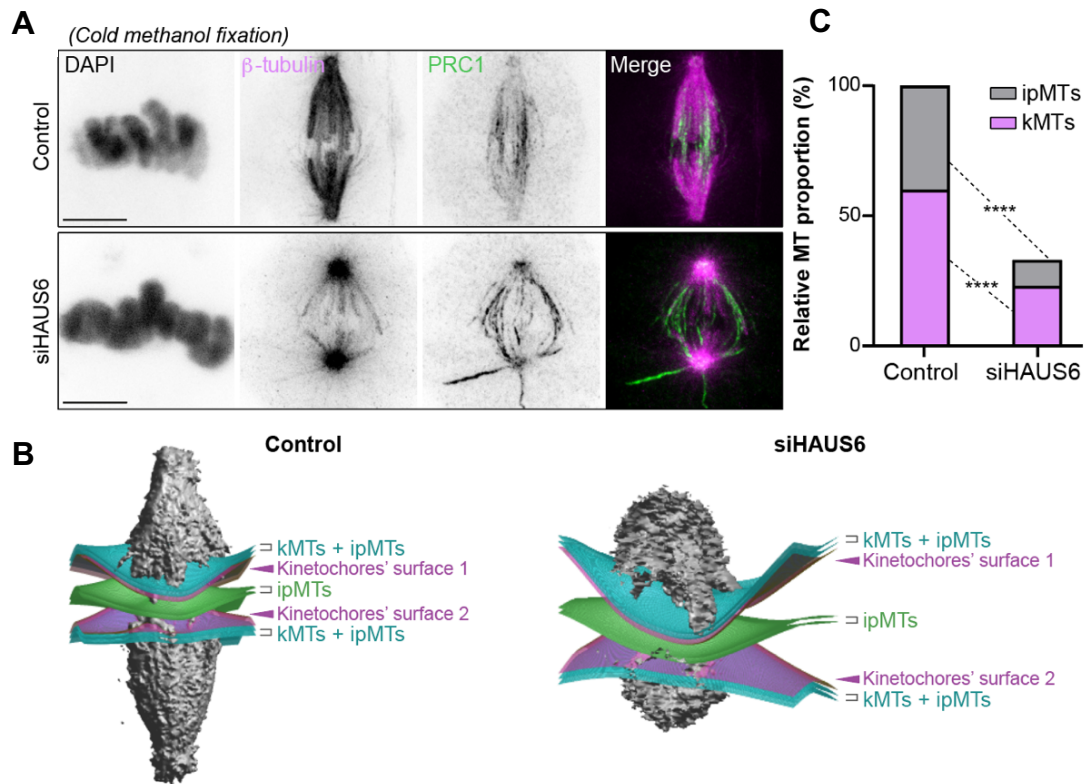 A
(Cold methanol fixation)
DAPI
β-tubulin
PRC1
Merge
Control
siHAUS6
C
Relative MT proportion (%)
100
50
0
ipMTs
kMTs
****
****
Control
siHAUS6
B
Control
kMTs + ipMTs
Kinetochores' surface 1
ipMTs
Kinetochores' surface 2
kMTs + ipMTs
siHAUS6
kMTs + ipMTs
Kinetochores' surface 1
ipMTs
Kinetochores' surface 2
kMTs + ipMTs